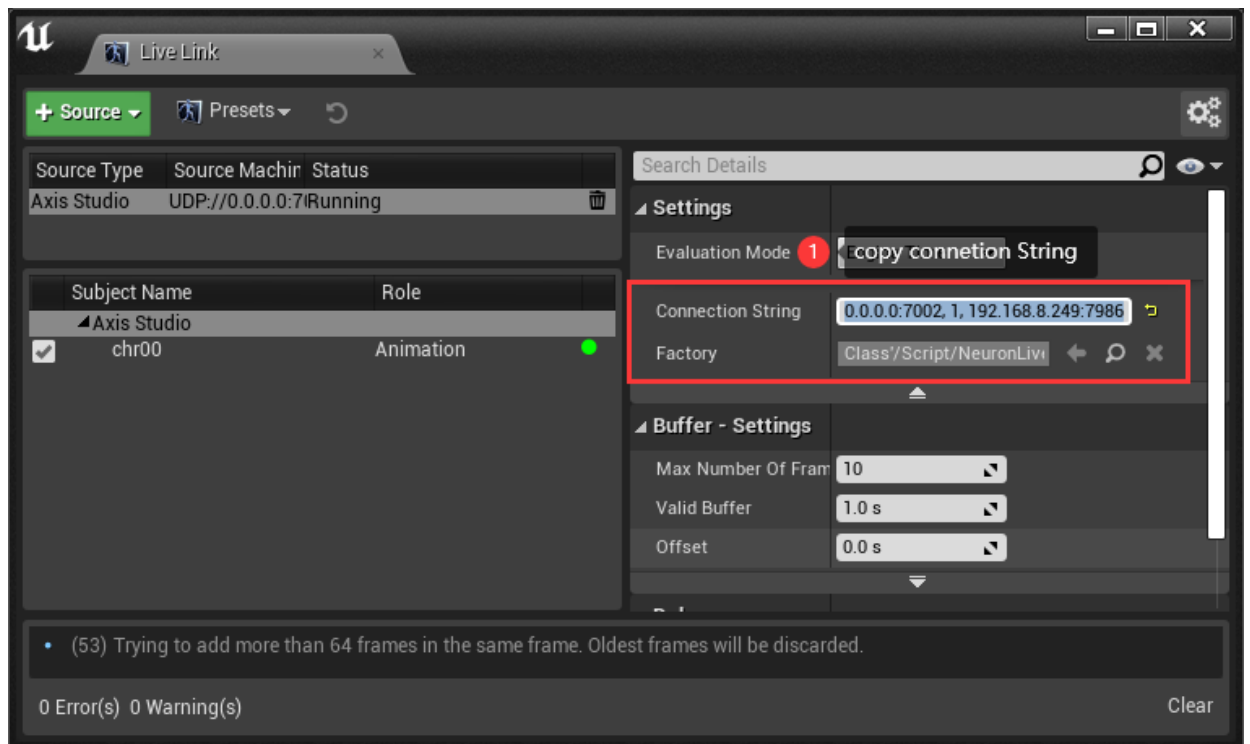 Live Link
+ Source
Presets
Source Type Source Machin Status
Axis Studio UDP://0.0.0.0:7 Running
Subject Name Role
Axis Studio
chr00 Animation
Search Details
Settings
Evaluation Mode 1 copy connetion String
Connection String 0.0.0.0:7002, 1, 192.168.8.249:7986
Factory Class'/Script/NeuronLiv
Buffer - Settings
Max Number Of Fram 10
Valid Buffer 1.0 s
Offset 0.0 s
• (53) Trying to add more than 64 frames in the same frame. Oldest frames will be discarded.
0 Error(s) 0 Warning(s) Clear